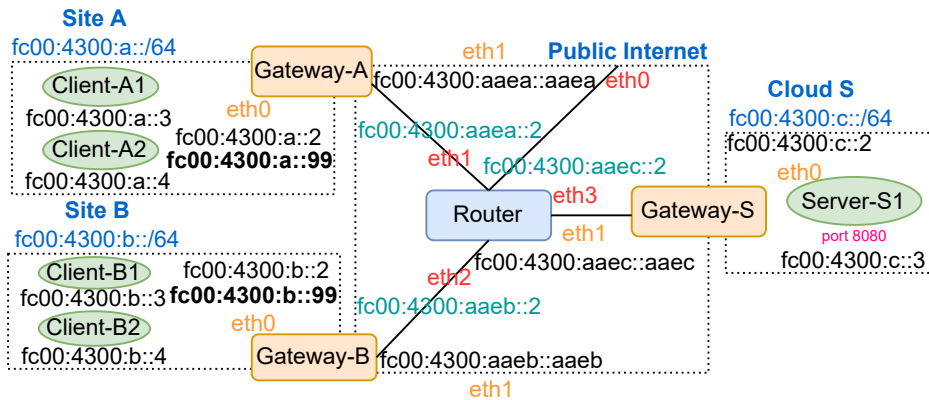 Site A
fc00:4300:a::/64
Client-A1
fc00:4300:a::3
Client-A2
fc00:4300:a::4
eth0
fc00:4300:a::2
fc00:4300:a::99
Gateway-A
eth1
fc00:4300:aaea::aaea
Public Internet
eth0
fc00:4300:aaea::2
eth1
fc00:4300:aaec::2
Router
eth3
Gateway-S
eth1
fc00:4300:aaec::aaec
eth2
fc00:4300:aaeb::2
Cloud S
fc00:4300:c::/64
fc00:4300:c::2
eth0
Server-S1
port 8080
fc00:4300:c::3
Site B
fc00:4300:b::/64
Client-B1
fc00:4300:b::3
Client-B2
fc00:4300:b::4
fc00:4300:b::2
fc00:4300:b::99
eth0
Gateway-B
fc00:4300:aaeb::aaeb
eth1